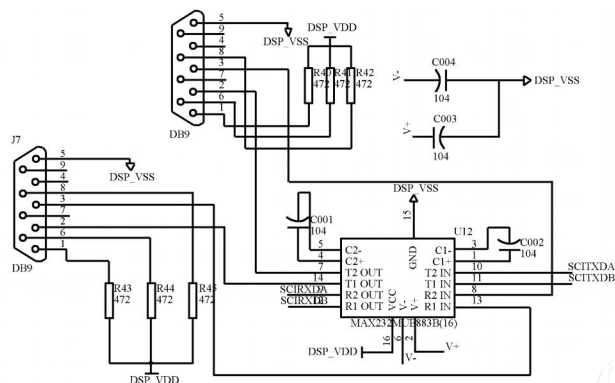 5
9
4
8
3
7
2
6
1
DB9
DSP_VSS
DSP_VDD
R40
472
R41
472
R42
472
V-
C004
104
DSP_VSS
V+
C003
104
J7
5
9
4
8
3
7
2
6
1
DB9
DSP_VSS
R43
472
R44
472
R45
472
DSP_VDD
C001
104
DSP_VSS
15
U12
C002
104
5 C2- GND C1- 3
4 C2+ C1+ 1
7 T2 OUT T2 IN 10 SCITXDA
14 T1 OUT T1 IN 11 SCITXDB
SCIRXDA 9 R2 OUT R2 IN 8
SCIRXDB 12 R1 OUT VCC V- V+ R1 IN 13
MAX232MUE883B(16)
16 6 2
DSP_VDD
V-
V+